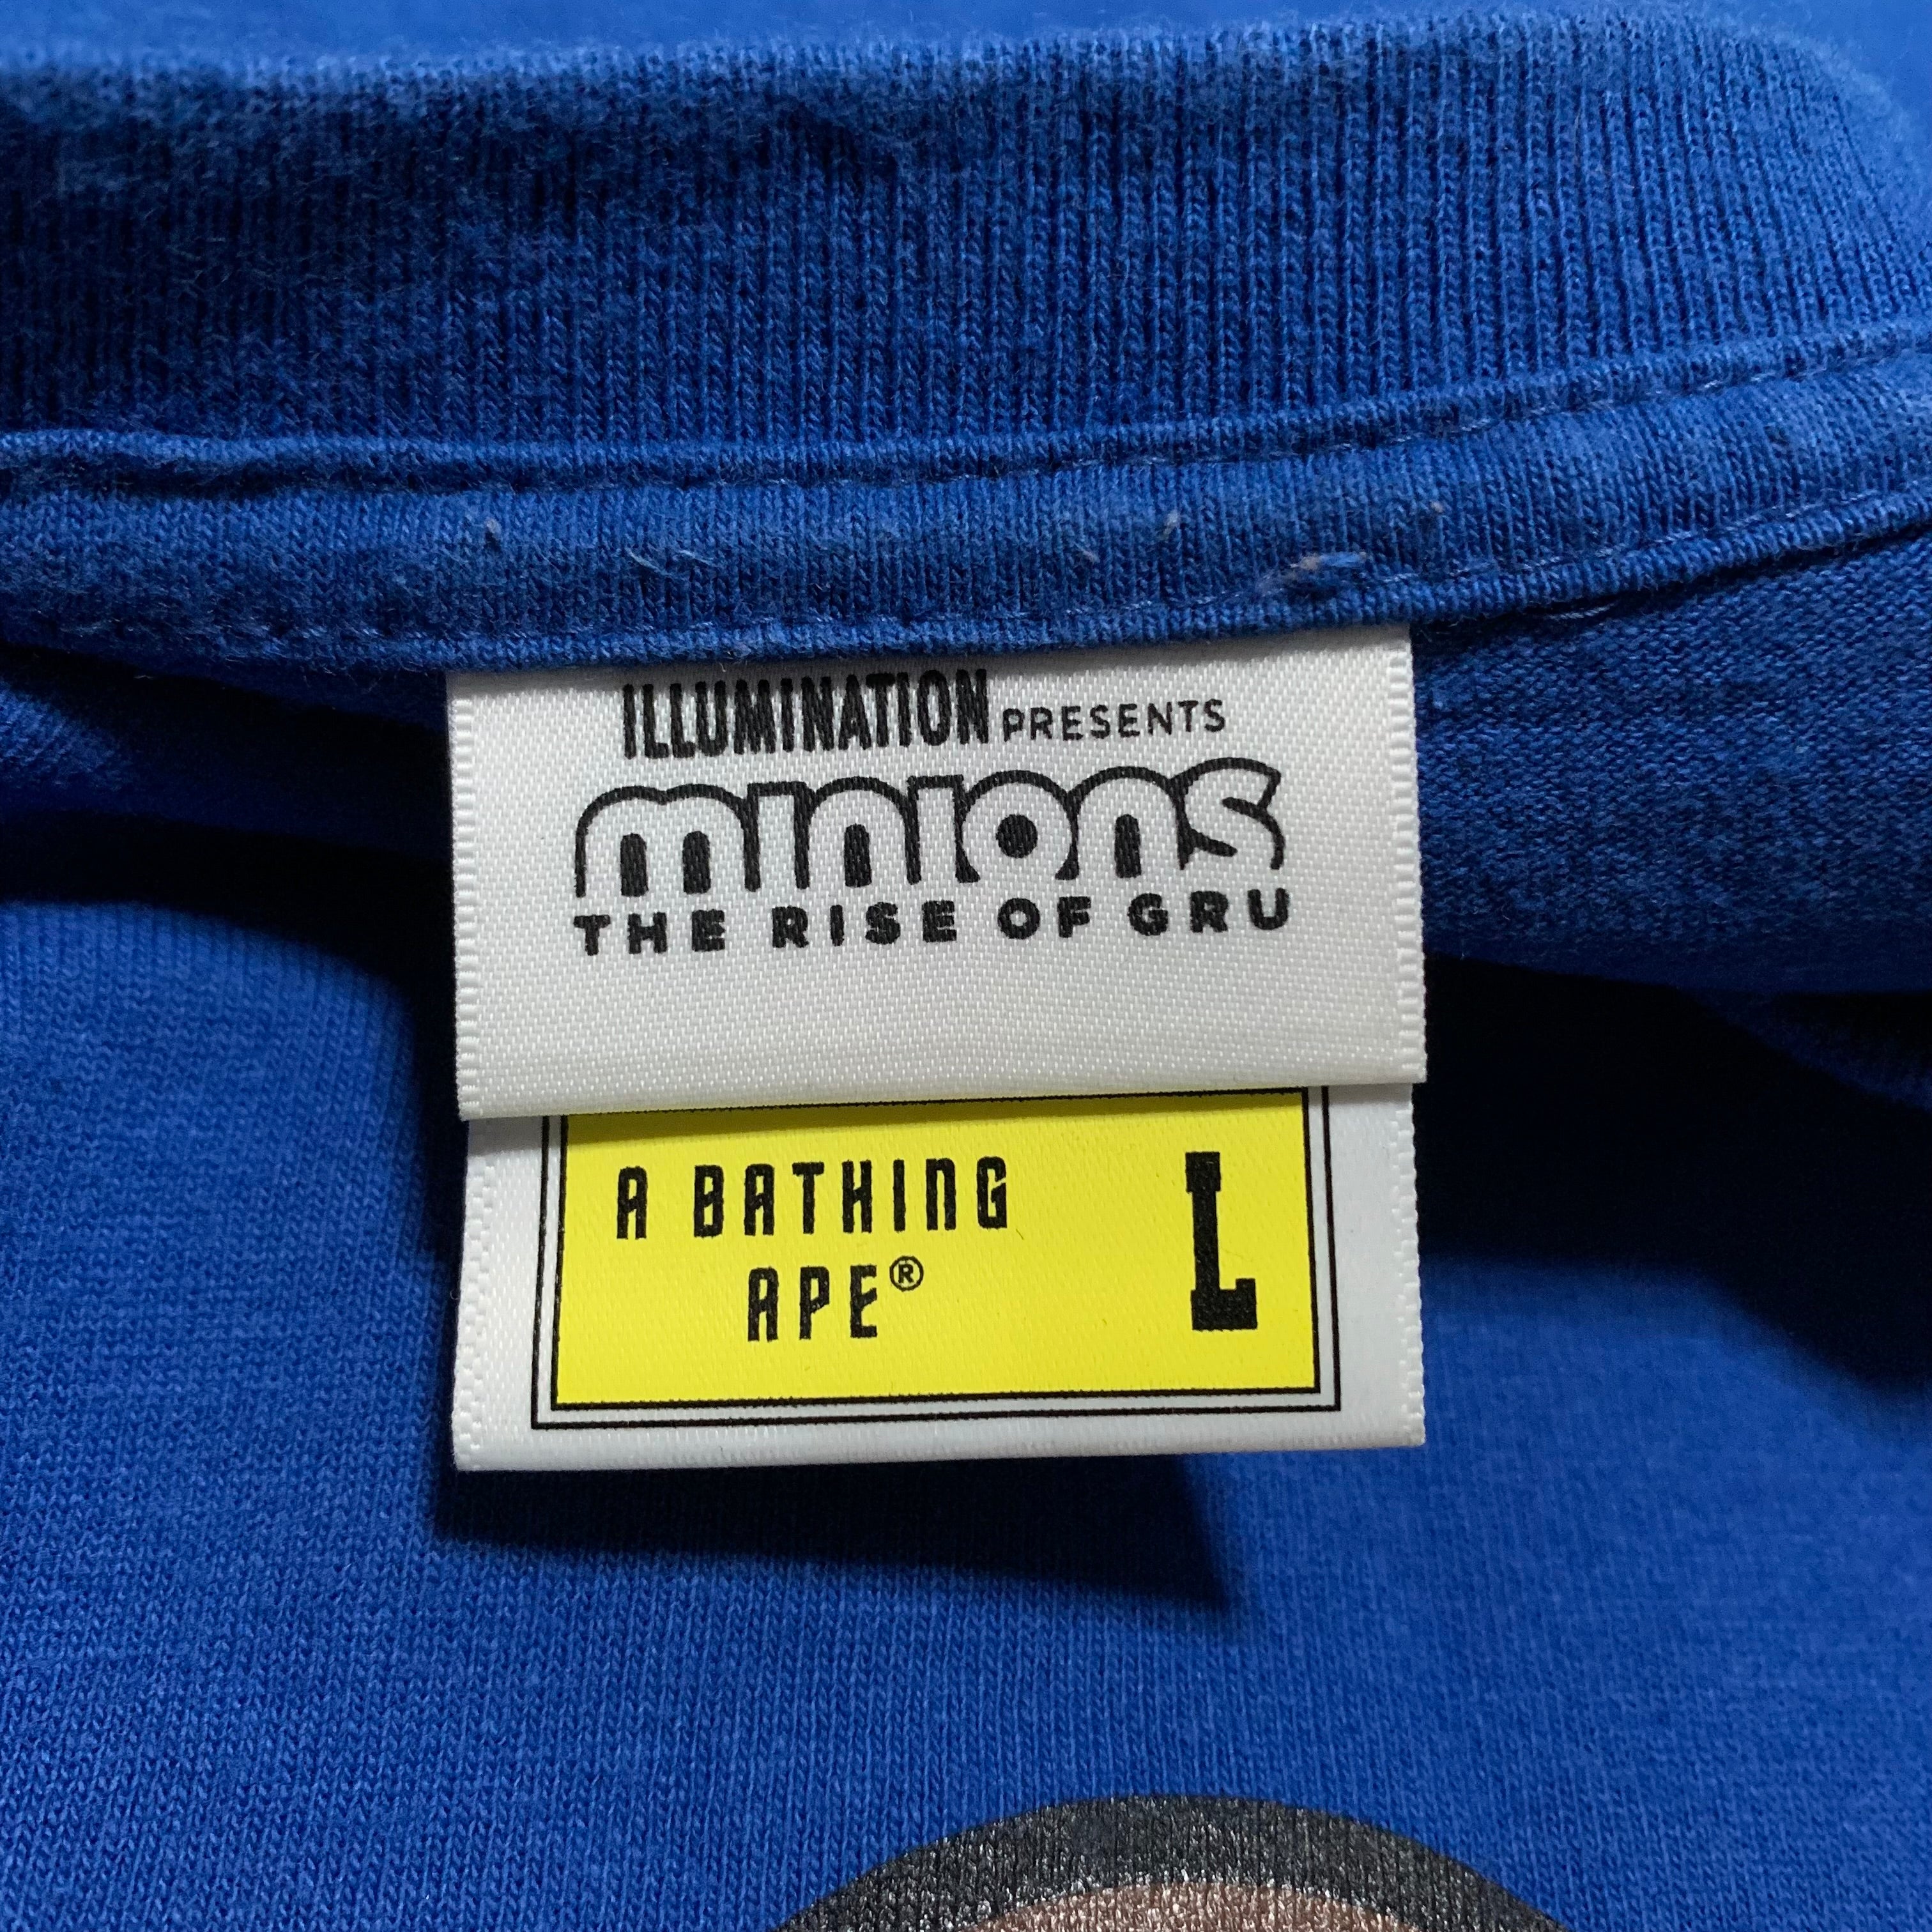 ILLUMINATION PRESENTS
minions
THE RISE OF GRU
A BATHING
APE®
L